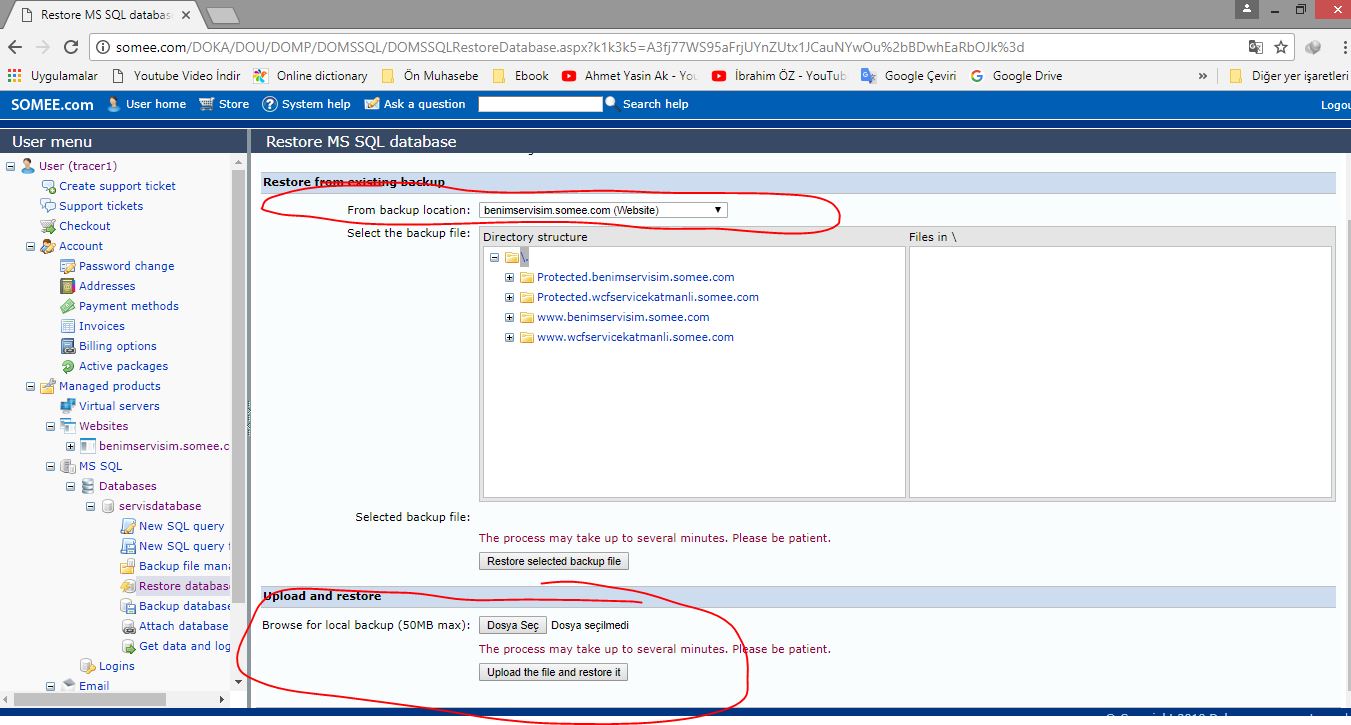 Restore MS SQL databas
somee.com/DOKA/DOU/DOMP/DOMSSQL/DOMSSQLRestoreDatabase.aspx?k1k3k5=A3fj77WS95aFrjUYnZUtx1JCauNYwOu%2bBDwhEaRbOJk%3d
Uygulamalar Youtube Video İndir Online dictionary Ön Muhasebe Ebook Ahmet Yasin Ak - You İbrahim ÖZ - YouTub Google Çeviri Google Drive » Diğer yer işaretleri
SOMEE.com User home Store System help Ask a question Search help Logou
User menu
Restore MS SQL database
User (tracer1)
Create support ticket
Support tickets
Checkout
Account
Password change
Addresses
Payment methods
Invoices
Billing options
Active packages
Managed products
Virtual servers
Websites
benimservisim.somee.c
MS SQL
Databases
servisdatabase
New SQL query
New SQL query
Backup file mana
Restore databas
Backup database
Attach database
Get data and log
Logins
Email
Restore from existing backup
From backup location: benimservisim.somee.com (Website)
Select the backup file: Directory structure Files in \
\.
Protected.benimservisim.somee.com
Protected.wcfservicekatmanli.somee.com
www.benimservisim.somee.com
www.wcfservicekatmanli.somee.com
Selected backup file:
The process may take up to several minutes. Please be patient.
Restore selected backup file
Upload and restore
Browse for local backup (50MB max): Dosya Seç Dosya seçilmedi
The process may take up to several minutes. Please be patient.
Upload the file and restore it